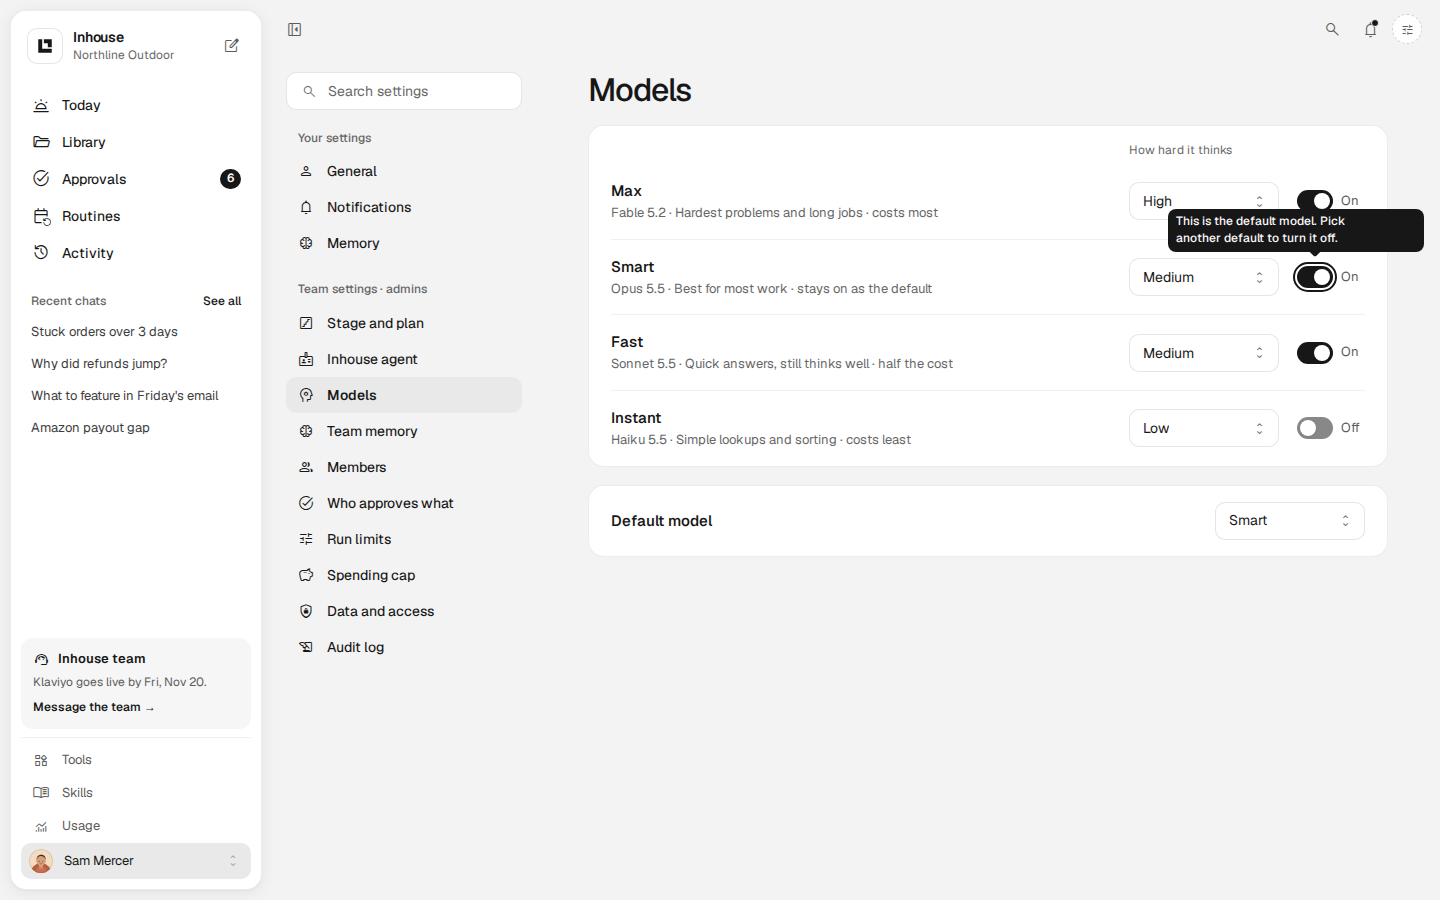 Inhouse
Northline Outdoor
Today
Library
Approvals
6
Routines
Activity
Recent chats
See all
Stuck orders over 3 days
Why did refunds jump?
What to feature in Friday's email
Amazon payout gap
Inhouse team
Klaviyo goes live by Fri, Nov 20.
Message the team →
Tools
Skills
Usage
Sam Mercer
Search settings
Your settings
General
Notifications
Memory
Team settings · admins
Stage and plan
Inhouse agent
Models
Team memory
Members
Who approves what
Run limits
Spending cap
Data and access
Audit log
Models
How hard it thinks
Max
Fable 5.2 · Hardest problems and long jobs · costs most
High
On
This is the default model. Pick
another default to turn it off.
Smart
Opus 5.5 · Best for most work · stays on as the default
Medium
On
Fast
Sonnet 5.5 · Quick answers, still thinks well · half the cost
Medium
On
Instant
Haiku 5.5 · Simple lookups and sorting · costs least
Low
Off
Default model
Smart